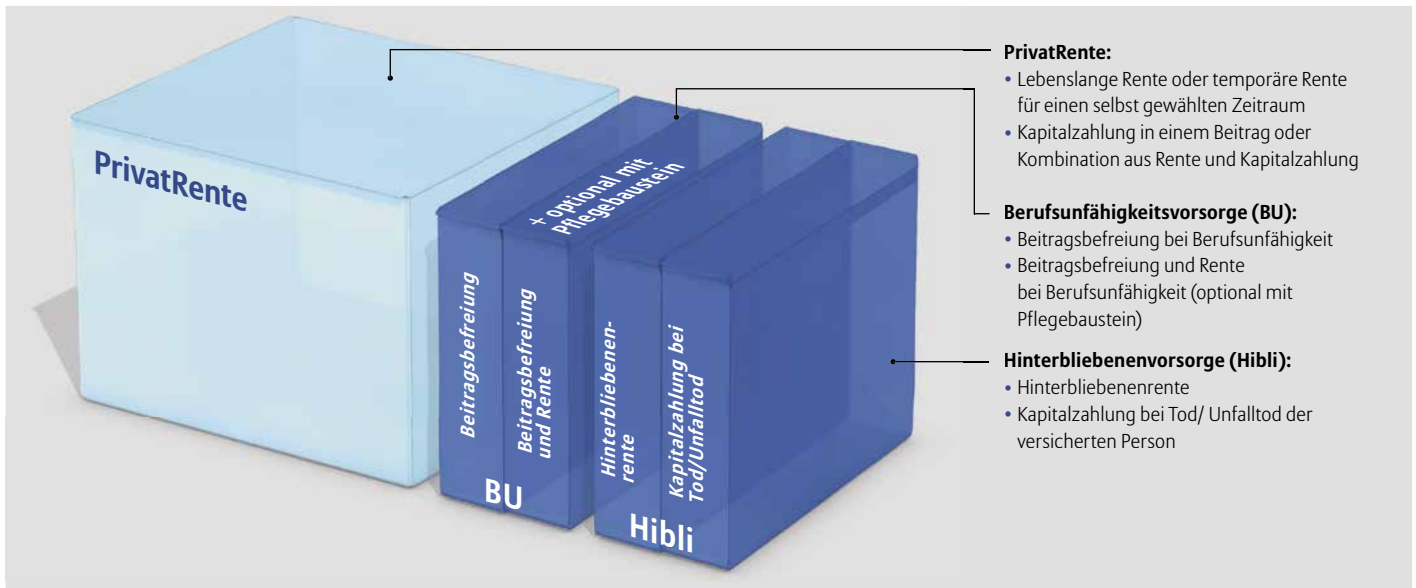 PrivatRente
+ optional mit
Pflegebaustein
Beitragsbefreiung
Beitragsbefreiung
und Rente
BU
Hinterbliebenen-
rente
Kapitalzahlung bei
Tod/Unfalltod
Hibli
PrivatRente:
• Lebenslange Rente oder temporäre Rente
für einen selbst gewählten Zeitraum
• Kapitalzahlung in einem Beitrag oder
Kombination aus Rente und Kapitalzahlung
Berufsunfähigkeitsvorsorge (BU):
• Beitragsbefreiung bei Berufsunfähigkeit
• Beitragsbefreiung und Rente
bei Berufsunfähigkeit (optional mit
Pflegebaustein)
Hinterbliebenenvorsorge (Hibli):
• Hinterbliebenenrente
• Kapitalzahlung bei Tod/ Unfalltod der
versicherten Person